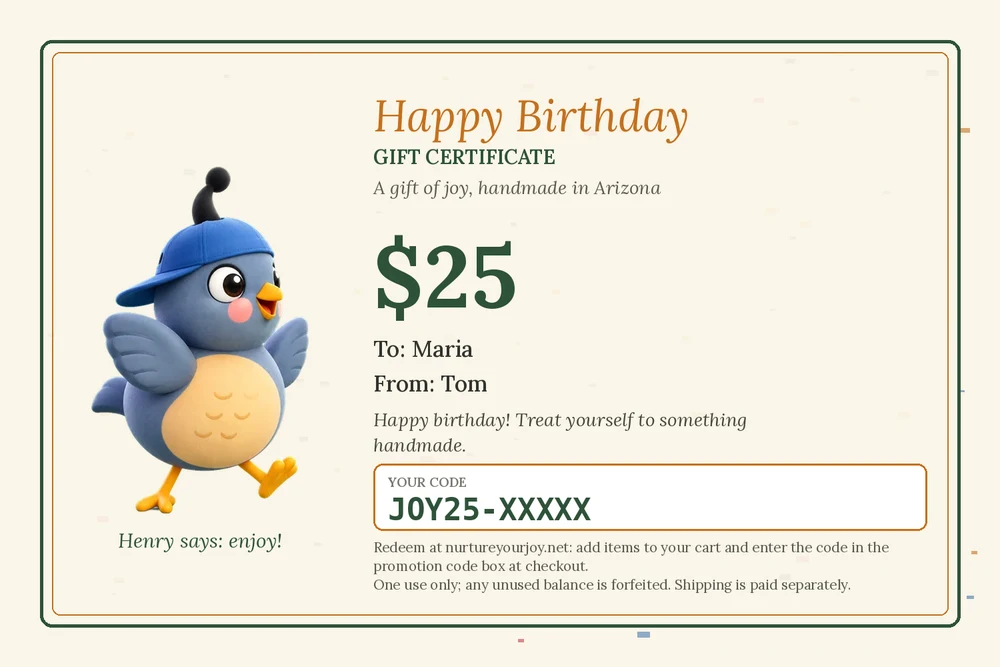 Happy Birthday
GIFT CERTIFICATE
A gift of joy, handmade in Arizona
$25
To: Maria
From: Tom
Happy birthday! Treat yourself to something
handmade.
YOUR CODE
JOY25-XXXXX
Redeem at nurtureyourjoy.net: add items to your cart and enter the code in the
promotion code box at checkout.
One use only; any unused balance is forfeited. Shipping is paid separately.
Henry says: enjoy!